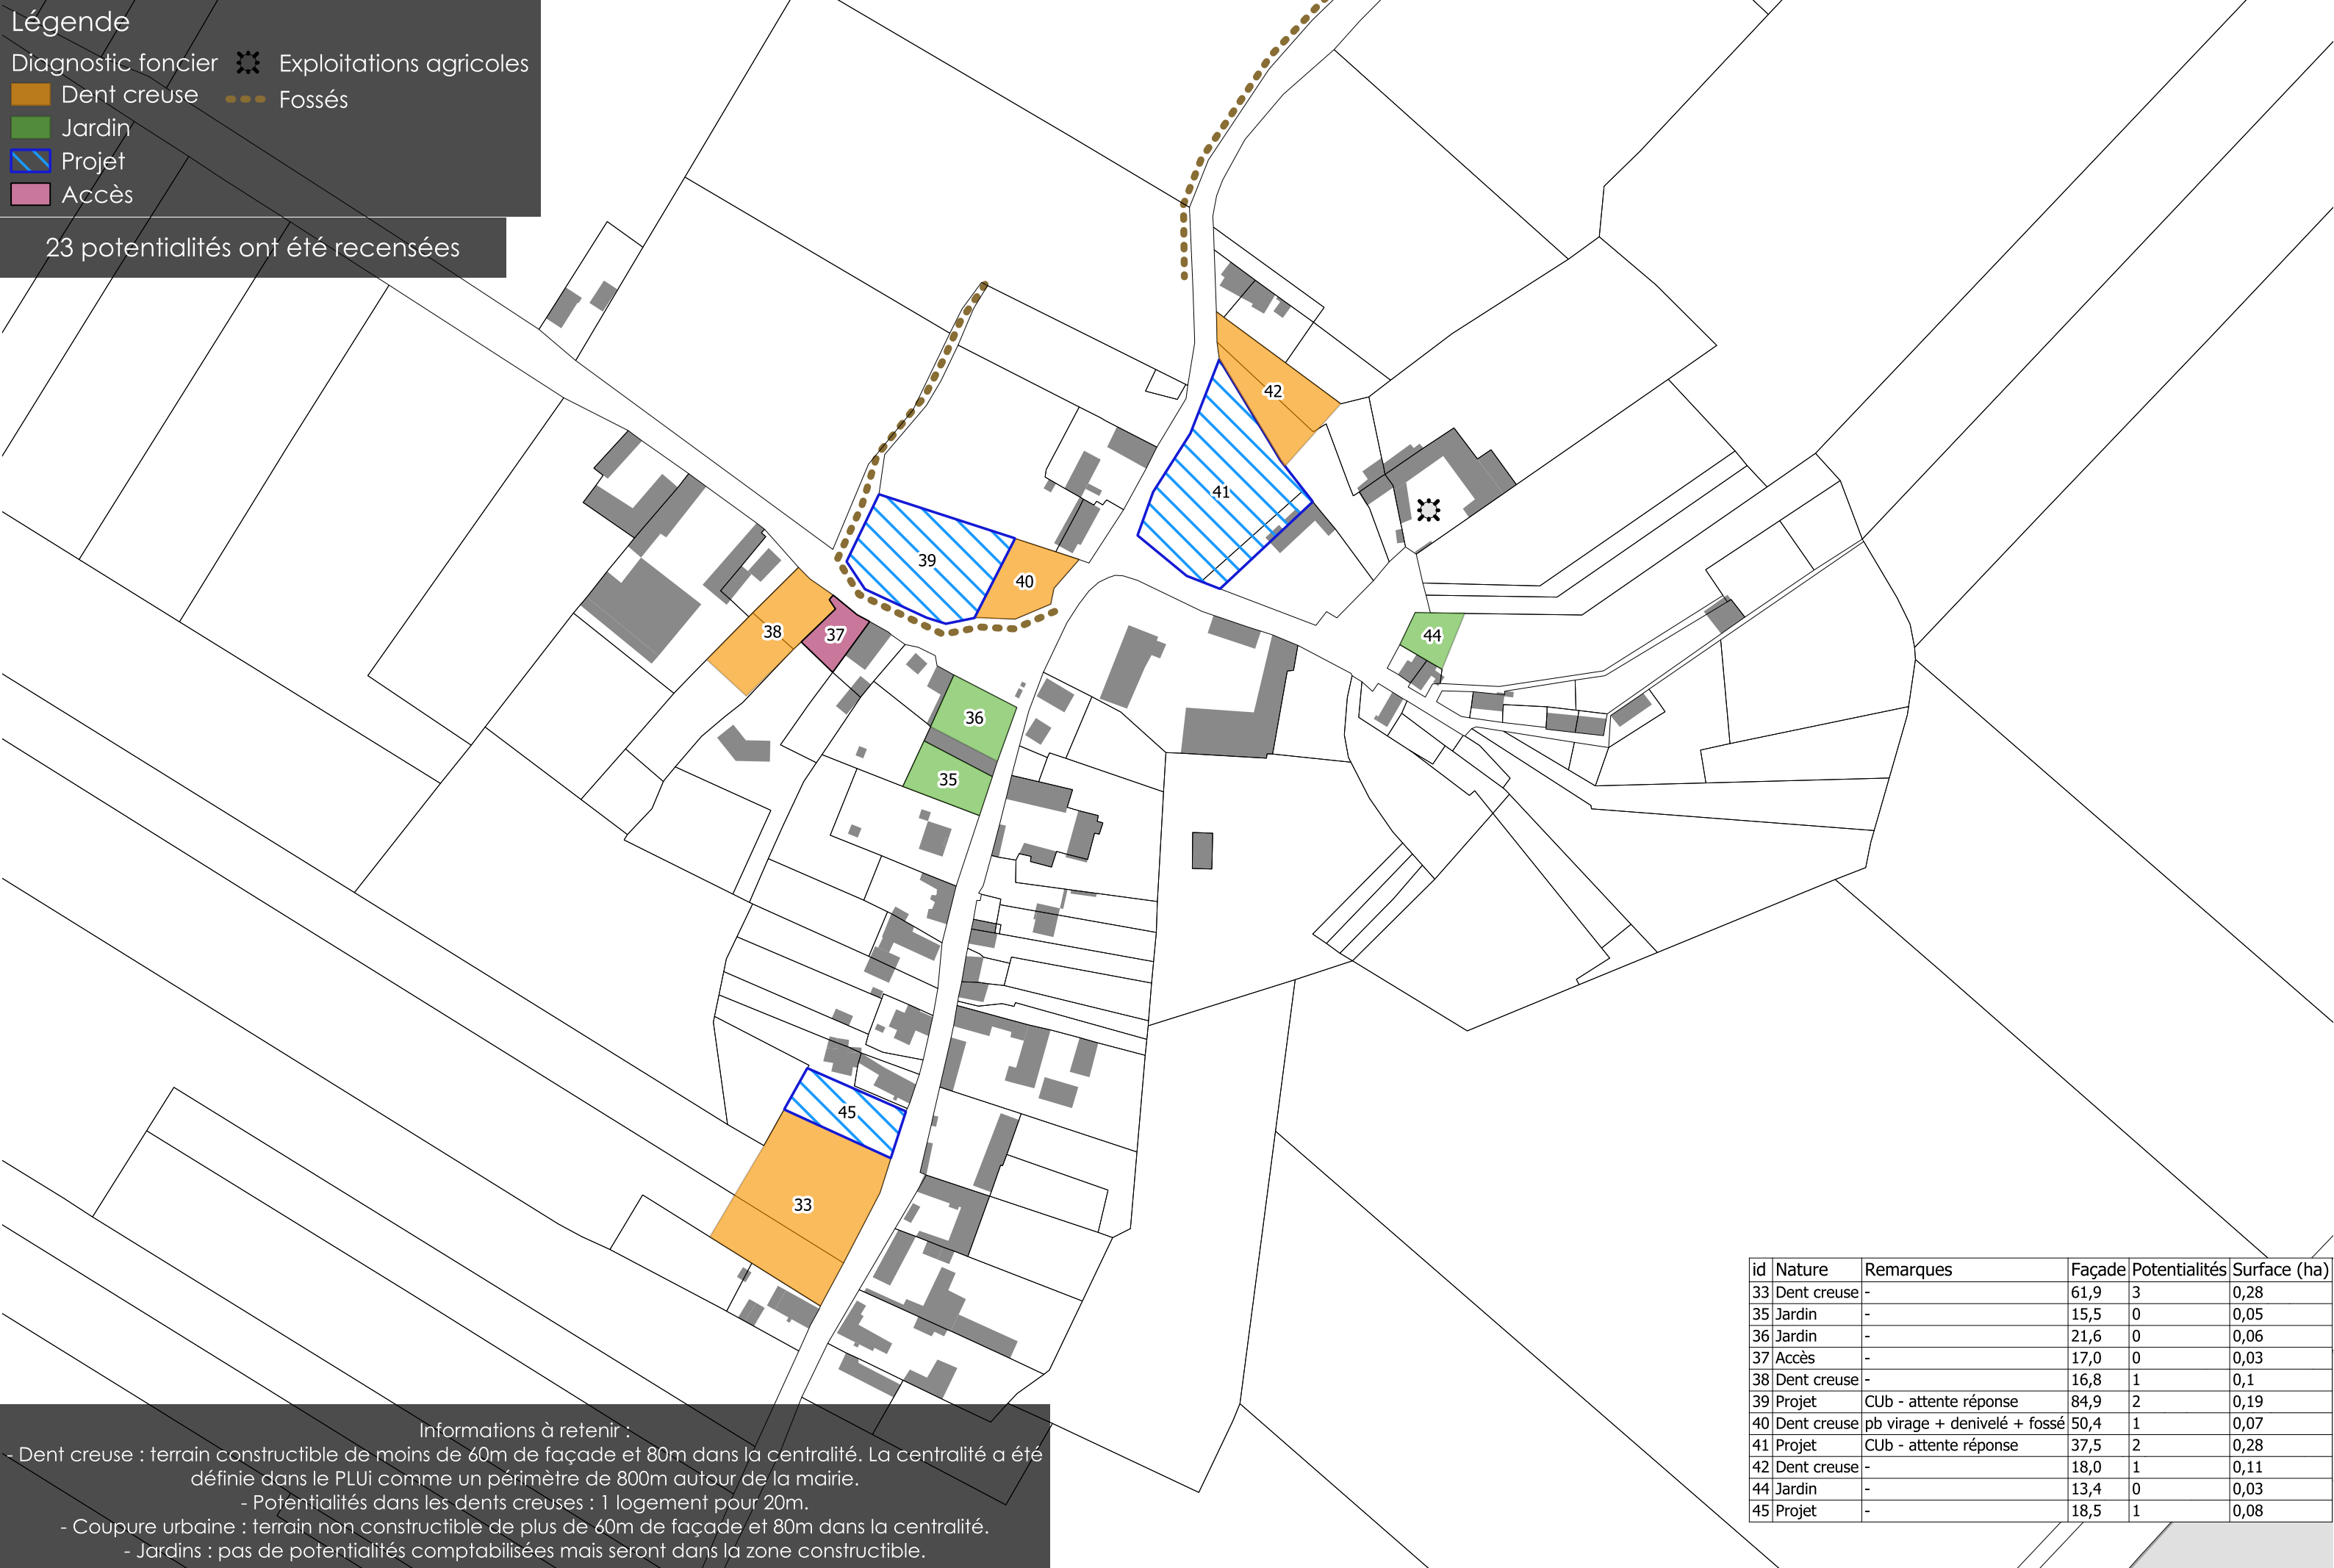 Légende
Diagnostic foncier
Dent creuse
Jardin
Projet
Accès
Exploitations agricoles
Fossés
23 potentialités ont été recensées
42
41
39
40
38
37
44
36
35
45
33
id Nature Remarques Façade Potentialités Surface (ha)
33 Dent creuse - 61,9 3 0,28
35 Jardin - 15,5 0 0,05
36 Jardin - 21,6 0 0,06
37 Accès - 17,0 0 0,03
38 Dent creuse - 16,8 1 0,1
39 Projet CUb - attente réponse 84,9 2 0,19
40 Dent creuse pb virage + denivelé + fossé 50,4 1 0,07
41 Projet CUb - attente réponse 37,5 2 0,28
42 Dent creuse - 18,0 1 0,11
44 Jardin - 13,4 0 0,03
45 Projet - 18,5 1 0,08
Informations à retenir :
- Dent creuse : terrain constructible de moins de 60m de façade et 80m dans la centralité. La centralité a été
définie dans le PLUi comme un périmètre de 800m autour de la mairie.
- Potentialités dans les dents creuses : 1 logement pour 20m.
- Coupure urbaine : terrain non constructible de plus de 60m de façade et 80m dans la centralité.
- Jardins : pas de potentialités comptabilisées mais seront dans la zone constructible.